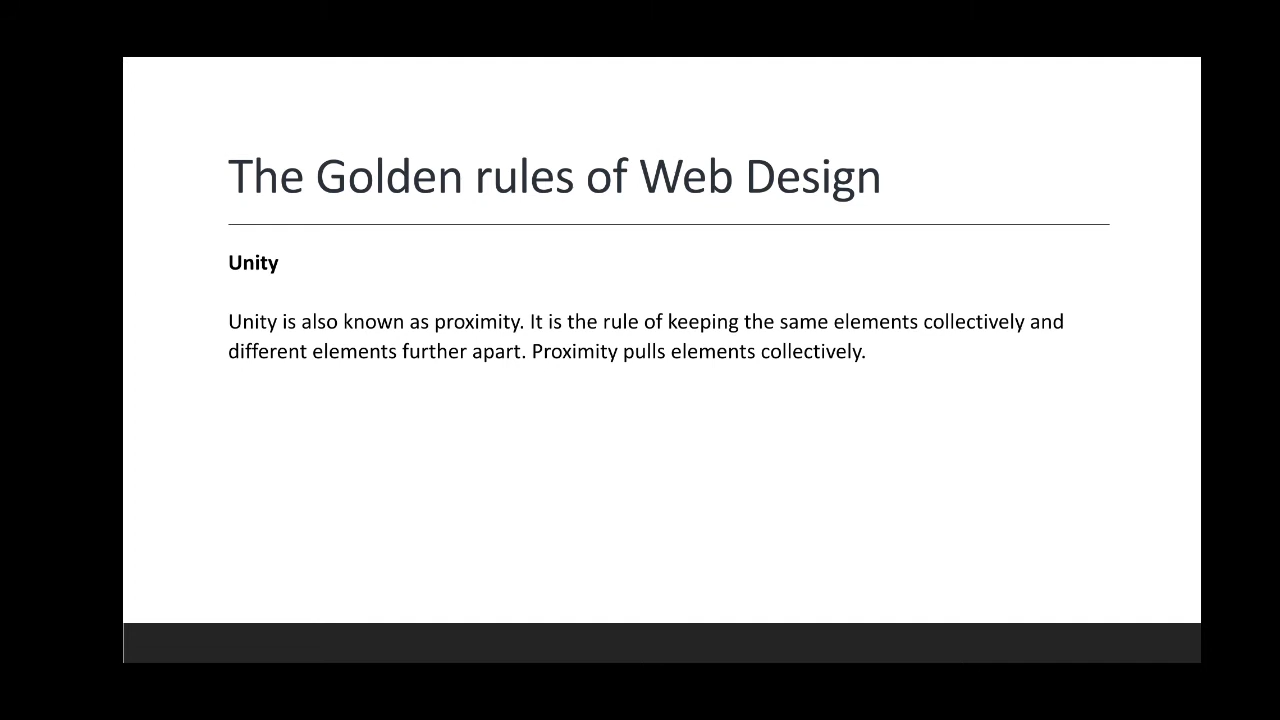 The Golden rules of Web Design
Unity
Unity is also known as proximity. It is the rule of keeping the same elements collectively and
different elements further apart. Proximity pulls elements collectively.